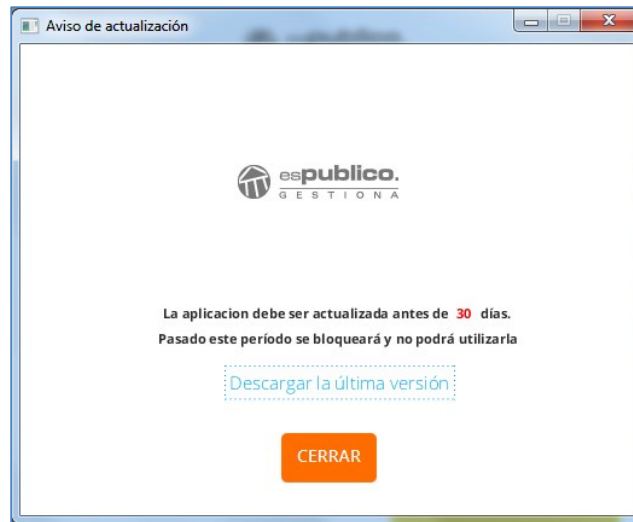 Aviso de actualización
espublico.
GESTIONA
La aplicacion debe ser actualizada antes de 30 días.
Pasado este período se bloqueará y no podrá utilizarla
Descargar la última versión
CERRAR